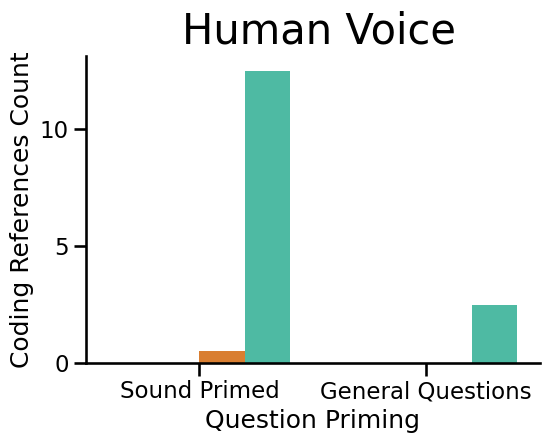 Human Voice
Coding References Count
10
5
0
Sound Primed
General Questions
Question Priming